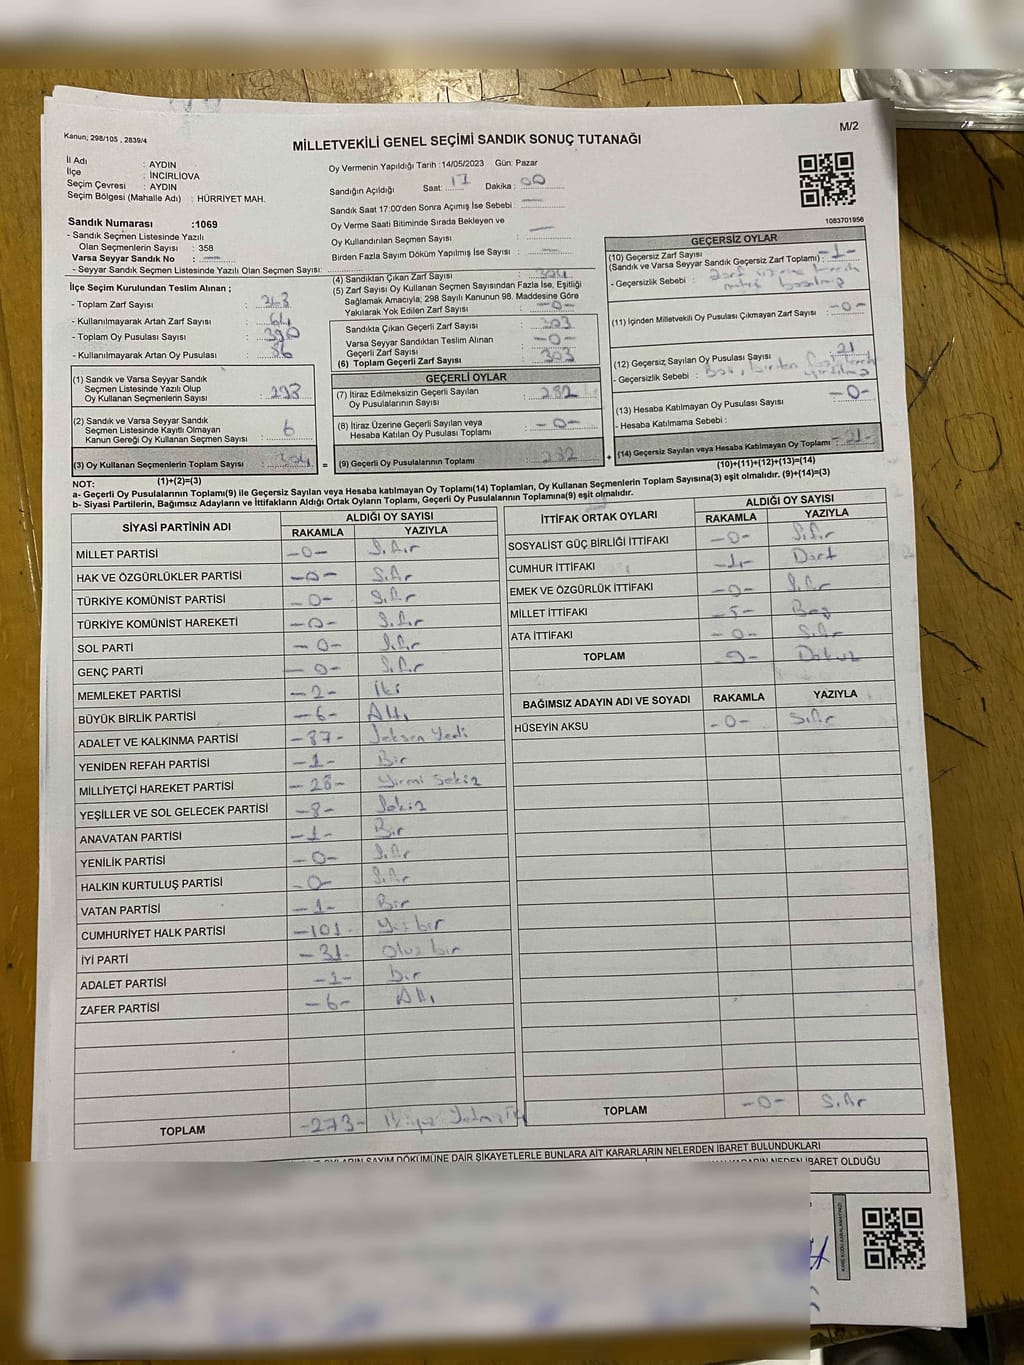 Kanun; 298/105 , 2839/4
M/2
MİLLETVEKİLİ GENEL SEÇİMİ SANDIK SONUÇ TUTANAĞI
İl Adı : AYDIN
İlçe : İNCİRLİOVA
Seçim Çevresi : AYDIN
Seçim Bölgesi (Mahalle Adı) : HÜRRİYET MAH.
Sandık Numarası :1069
- Sandık Seçmen Listesinde Yazılı
Olan Seçmenlerin Sayısı : 358
Varsa Seyyar Sandık No : —
- Seyyar Sandık Seçmen Listesinde Yazılı Olan Seçmen Sayısı:
Oy Vermenin Yapıldığı Tarih :14/05/2023 Gün: Pazar
Sandığın Açıldığı Saat: 17 Dakika : 00
Sandık Saat 17:00'den Sonra Açımış İse Sebebi : —
Oy Verme Saati Bitiminde Sırada Bekleyen ve
Oy Kullandırılan Seçmen Sayısı : —
Birden Fazla Sayım Döküm Yapılmış İse Sayısı : —
1083701956
İlçe Seçim Kurulundan Teslim Alınan ;
- Toplam Zarf Sayısı :
- Kullanılmayarak Artan Zarf Sayısı : 64
- Toplam Oy Pusulası Sayısı : 390
- Kullanılmayarak Artan Oy Pusulası : 86
(4) Sandıktan Çıkan Zarf Sayısı : 304
(5) Zarf Sayısı Oy Kullanan Seçmen Sayısından Fazla İse, Eşitliği
Sağlamak Amacıyla, 298 Sayılı Kanunun 98. Maddesine Göre
Yakılarak Yok Edilen Zarf Sayısı : -0-
Sandıkta Çıkan Geçerli Zarf Sayısı : 303
Varsa Seyyar Sandıktan Teslim Alınan
Geçerli Zarf Sayısı : -0-
(6) Toplam Geçerli Zarf Sayısı : 303
GEÇERSİZ OYLAR
(10) Geçersiz Zarf Sayısı
(Sandık ve Varsa Seyyar Sandık Geçersiz Zarf Toplamı) : -1-
- Geçersizlik Sebebi : Zarf üzerine
(11) İçinden Milletvekili Oy Pusulası Çıkmayan Zarf Sayısı : -0-
(12) Geçersiz Sayılan Oy Pusulası Sayısı : 21
- Geçersizlik Sebebi : Boş, birden
(13) Hesaba Katılmayan Oy Pusulası Sayısı : -0-
- Hesaba Katılmama Sebebi :
(14) Geçersiz Sayılan veya Hesaba Katılmayan Oy Toplamı : -21-
(10)+(11)+(12)+(13)=(14)
(1) Sandık ve Varsa Seyyar Sandık
Seçmen Listesinde Yazılı Olup
Oy Kullanan Seçmenlerin Sayısı : 298
(2) Sandık ve Varsa Seyyar Sandık
Seçmen Listesinde Kayıtlı Olmayan
Kanun Gereği Oy Kullanan Seçmen Sayısı : 6
(3) Oy Kullanan Seçmenlerin Toplam Sayısı : 304 =
(1)+(2)=(3)
GEÇERLİ OYLAR
(7) İtiraz Edilmeksizin Geçerli Sayılan
Oy Pusulalarının Sayısı : 282
(8) İtiraz Üzerine Geçerli Sayılan veya
Hesaba Katılan Oy Pusulası Toplamı : -0-
(9) Geçerli Oy Pusulalarının Toplamı : 282 +
NOT:
a- Geçerli Oy Pusulalarının Toplamı(9) ile Geçersiz Sayılan veya Hesaba katılmayan Oy Toplamı(14) Toplamları, Oy Kullanan Seçmenlerin Toplam Sayısına(3) eşit olmalıdır. (9)+(14)=(3)
b- Siyasi Partilerin, Bağımsız Adayların ve İttifakların Aldığı Ortak Oyların Toplamı, Geçerli Oy Pusulalarının Toplamına(9) eşit olmalıdır.
SİYASİ PARTİNİN ADI ALDIĞI OY SAYISI
RAKAMLA YAZIYLA
MİLLET PARTİSİ -0- Sıfır
HAK VE ÖZGÜRLÜKLER PARTİSİ -0- Sıfır
TÜRKİYE KOMÜNİST PARTİSİ -0- Sıfır
TÜRKİYE KOMÜNİST HAREKETİ -0- Sıfır
SOL PARTİ -0- Sıfır
GENÇ PARTİ -0- Sıfır
MEMLEKET PARTİSİ -2- İki
BÜYÜK BİRLİK PARTİSİ -6- Altı
ADALET VE KALKINMA PARTİSİ -87- Seksen Yedi
YENİDEN REFAH PARTİSİ -1- Bir
MİLLİYETÇİ HAREKET PARTİSİ -28- Yirmi Sekiz
YEŞİLLER VE SOL GELECEK PARTİSİ -8- Sekiz
ANAVATAN PARTİSİ -1- Bir
YENİLİK PARTİSİ -0- Sıfır
HALKIN KURTULUŞ PARTİSİ -0- Sıfır
VATAN PARTİSİ -1- Bir
CUMHURİYET HALK PARTİSİ -101- Yüz bir
İYİ PARTİ -31- Otuz bir
ADALET PARTİSİ -1- bir
ZAFER PARTİSİ -6- Altı
TOPLAM -273-
İTTİFAK ORTAK OYLARI ALDIĞI OY SAYISI
RAKAMLA YAZIYLA
SOSYALİST GÜÇ BİRLİĞİ İTTİFAKI -0- Sıfır
CUMHUR İTTİFAKI -4- Dört
EMEK VE ÖZGÜRLÜK İTTİFAKI -0- Sıfır
MİLLET İTTİFAKI -5- Beş
ATA İTTİFAKI -0- Sıfır
TOPLAM -9- Dokuz
BAĞIMSIZ ADAYIN ADI VE SOYADI RAKAMLA YAZIYLA
HÜSEYİN AKSU -0- Sıfır
TOPLAM -0- Sıfır
OYLARIN SAYIM DÖKÜMÜNE DAİR ŞİKAYETLERLE BUNLARA AİT KARARLARIN NELERDEN İBARET BULUNDUKLARI
NEDEN İBARET OLDUĞU